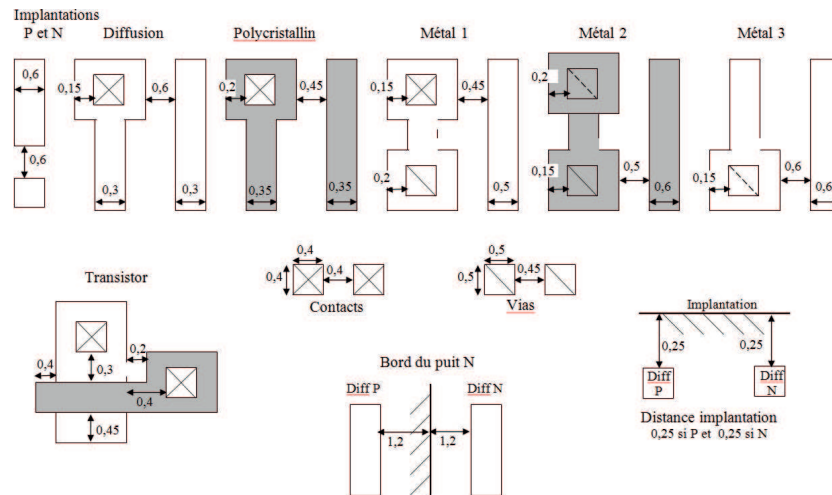 Implantations
P et N
Diffusion
Polycristallin
Métal 1
Métal 2
Métal 3
0,6
0,15
0,6
0,2
0,45
0,15
0,45
0,2
0,6
0,2
0,15
0,5
0,15
0,6
0,3
0,3
0,35
0,35
0,5
0,6
0,6
0,4
0,4
0,4
Contacts
0,5
0,5
0,45
Vias
Transistor
0,4
0,2
0,3
0,4
0,45
Bord du puit N
Diff P
Diff N
1,2
1,2
Implantation
0,25
0,25
Diff
P
Diff
N
Distance implantation
0,25 si P et 0,25 si N